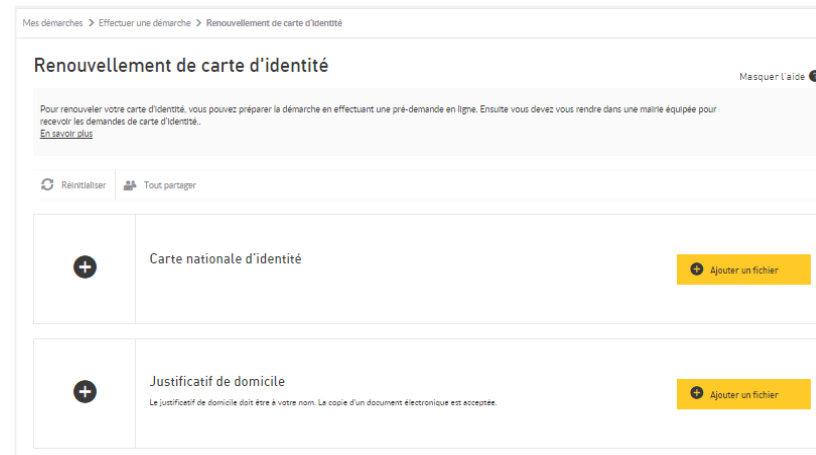 Mes démarches > Effectuer une démarche > Renouvellement de carte d'identité
Renouvellement de carte d'identité
Masquer l'aide
Pour renouveler votre carte d'identité, vous pouvez préparer la démarche en effectuant une pré-demande en ligne. Ensuite vous devez vous rendre dans une mairie équipée pour
recevoir les demandes de carte d'identité..
En savoir plus
Réinitialiser
Tout partager
Carte nationale d'identité
Ajouter un fichier
Justificatif de domicile
Le justificatif de domicile doit être à votre nom. La copie d'un document électronique est acceptée.
Ajouter un fichier